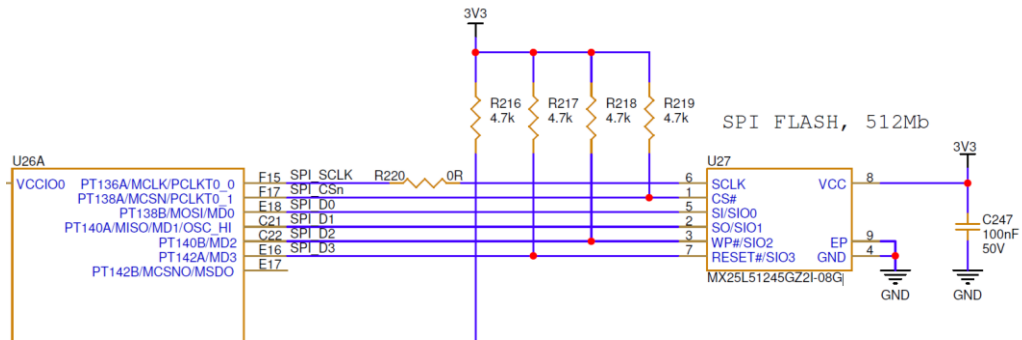 3V3
R216
4.7k
R217
4.7k
R218
4.7k
R219
4.7k
SPI FLASH, 512Mb
3V3
U26A
VCCIO0
PT136A/MCLK/PCLKT0_0
F15
SPI_SCLK
R220
0R
PT138A/MCSN/PCLKT0_1
F17
SPI_CSn
PT138B/MOSI/MD0
E18
SPI_D0
PT140A/MISO/MD1/OSC_HI
C21
SPI_D1
PT140B/MD2
C22
SPI_D2
PT142A/MD3
E16
SPI_D3
PT142B/MCSNO/MSDO
E17
U27
6
SCLK
VCC
8
1
CS#
5
SI/SIO0
2
SO/SIO1
3
WP#/SIO2
EP
9
7
RESET#/SIO3
GND
4
MX25L51245GZ2I-08G
C247
100nF
50V
GND
GND